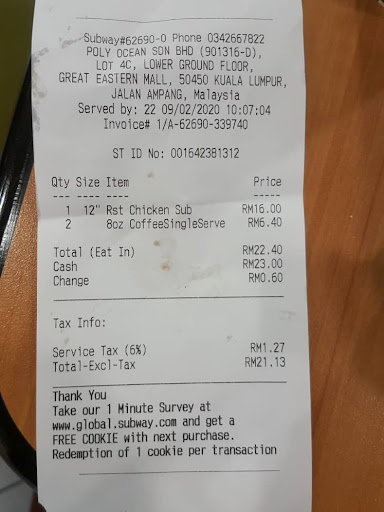 Subway#62690-0 Phone 0342667822
POLY OCEAN SDN BHD (901316-D),
LOT 4C, LOWER GROUND FLOOR,
GREAT EASTERN MALL, 50450 KUALA LUMPUR,
JALAN AMPANG, Malaysia
Served by: 22 09/02/2020 10:07:04
Invoice# 1/A-62690-339740
ST ID No: 001642381312
Qty Size Item Price
--- ---- ---- -----
1 12" Rst Chicken Sub RM16.00
2 8oz CoffeeSingleServe RM6.40
Total (Eat In) RM22.40
Cash RM23.00
Change RM0.60
Tax Info:
Service Tax (6%) RM1.27
Total-Excl-Tax RM21.13
Thank You
Take our 1 Minute Survey at
www.global.subway.com and get a
FREE COOKIE with next purchase.
Redemption of 1 cookie per transaction